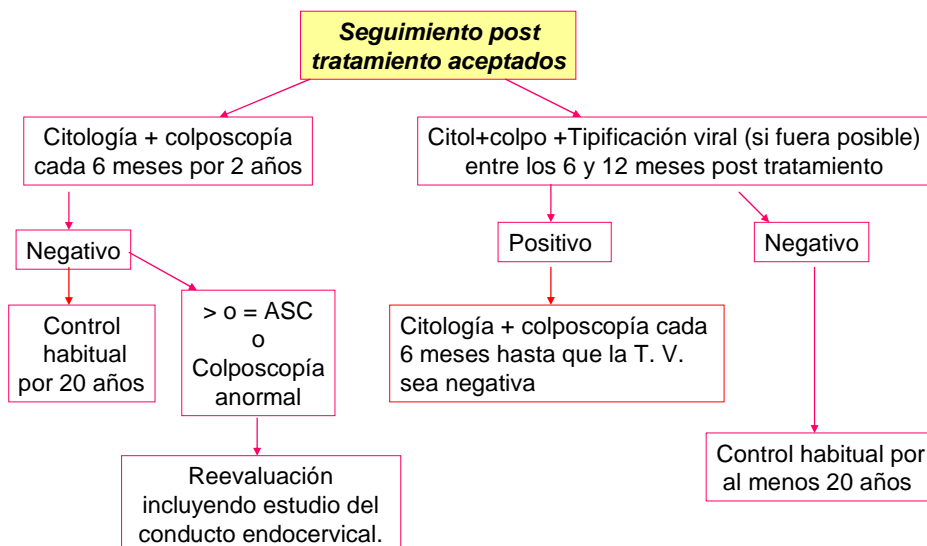 Seguimiento post
tratamiento aceptados
Citología + colposcopía
cada 6 meses por 2 años
Citol+colpo +Tipificación viral (si fuera posible)
entre los 6 y 12 meses post tratamiento
Negativo
Positivo
Negativo
Control
habitual
por 20 años
> o = ASC
o
Colposcopía
anormal
Citología + colposcopía cada
6 meses hasta que la T. V.
sea negativa
Reevaluación
incluyendo estudio del
conducto endocervical.
Control habitual por
al menos 20 años